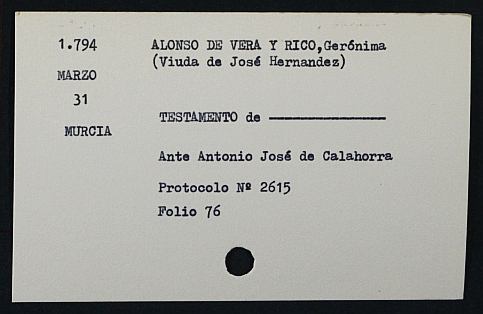 1.794 ALONSO DE VERA Y RICO,Gerónima
(Viuda de José Hernandez)
MARZO
31
TESTAMENTO de ———————
MURCIA
Ante Antonio José de Calahorra
Protocolo Nº 2615
Folio 76